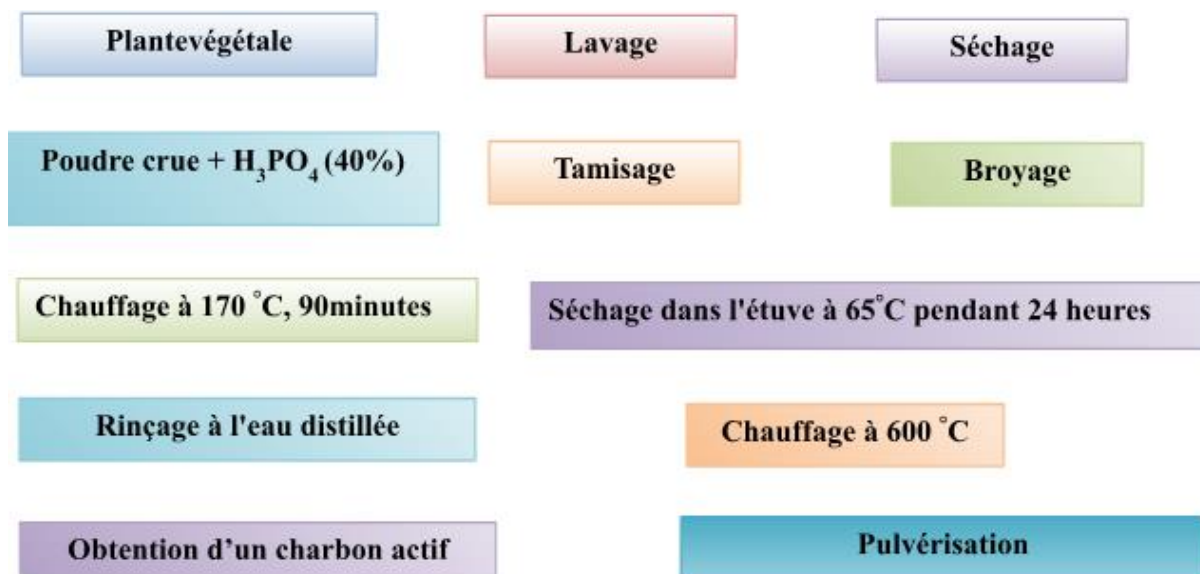 Plantevégétale
Lavage
Séchage
Poudre crue + H₃PO₄ (40%)
Tamisage
Broyage
Chauffage à 170 °C, 90minutes
Séchage dans l'étuve à 65°C pendant 24 heures
Rinçage à l'eau distillée
Chauffage à 600 °C
Obtention d’un charbon actif
Pulvérisation